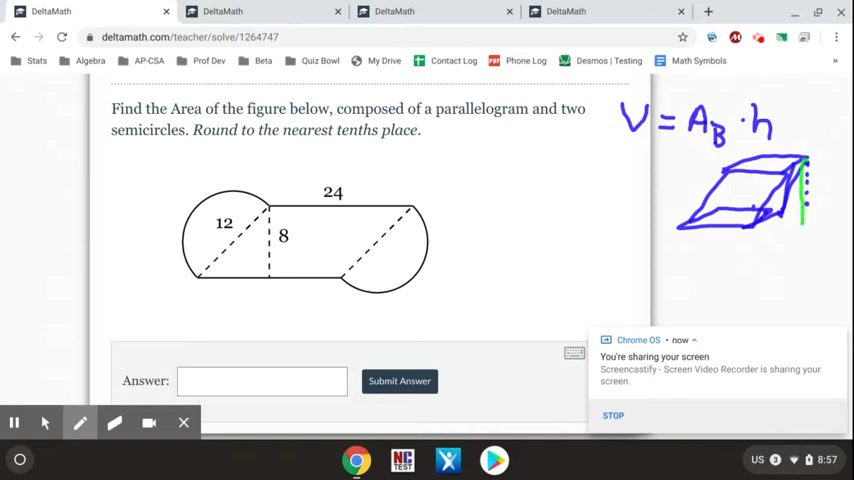 DeltaMath
DeltaMath
DeltaMath
DeltaMath
deltamath.com/teacher/solve/1264747
Stats
Algebra
AP-CSA
Prof Dev
Beta
Quiz Bowl
My Drive
Contact Log
PDF Phone Log
Desmos | Testing
Math Symbols
»
Find the Area of the figure below, composed of a parallelogram and two
semicircles. Round to the nearest tenths place.
V = A_B · h
24
12
8
Answer:
Submit Answer
Chrome OS • now
You're sharing your screen
Screencastify - Screen Video Recorder is sharing your
screen.
STOP
NC
TEST
US 3 8:57